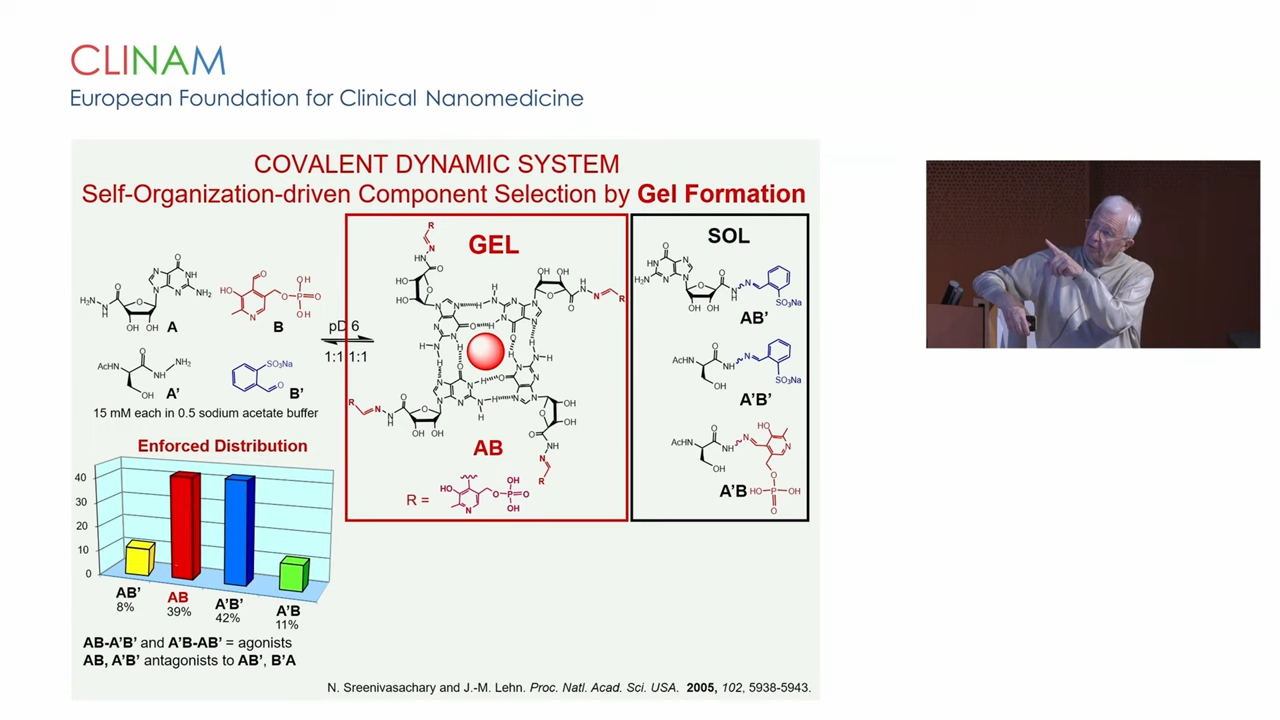 CLINAM
European Foundation for Clinical Nanomedicine
COVALENT DYNAMIC SYSTEM
Self-Organization-driven Component Selection by Gel Formation
A
B
A'
B'
15 mM each in 0.5 sodium acetate buffer
pD 6
1:1:1:1
GEL
AB
R =
SOL
AB'
A'B'
A'B
Enforced Distribution
40
30
20
10
0
AB'
8%
AB
39%
A'B'
42%
A'B
11%
AB-A'B' and A'B-AB' = agonists
AB, A'B' antagonists to AB', B'A
N. Sreenivasachary and J.-M. Lehn. Proc. Natl. Acad. Sci. USA. 2005, 102, 5938-5943.